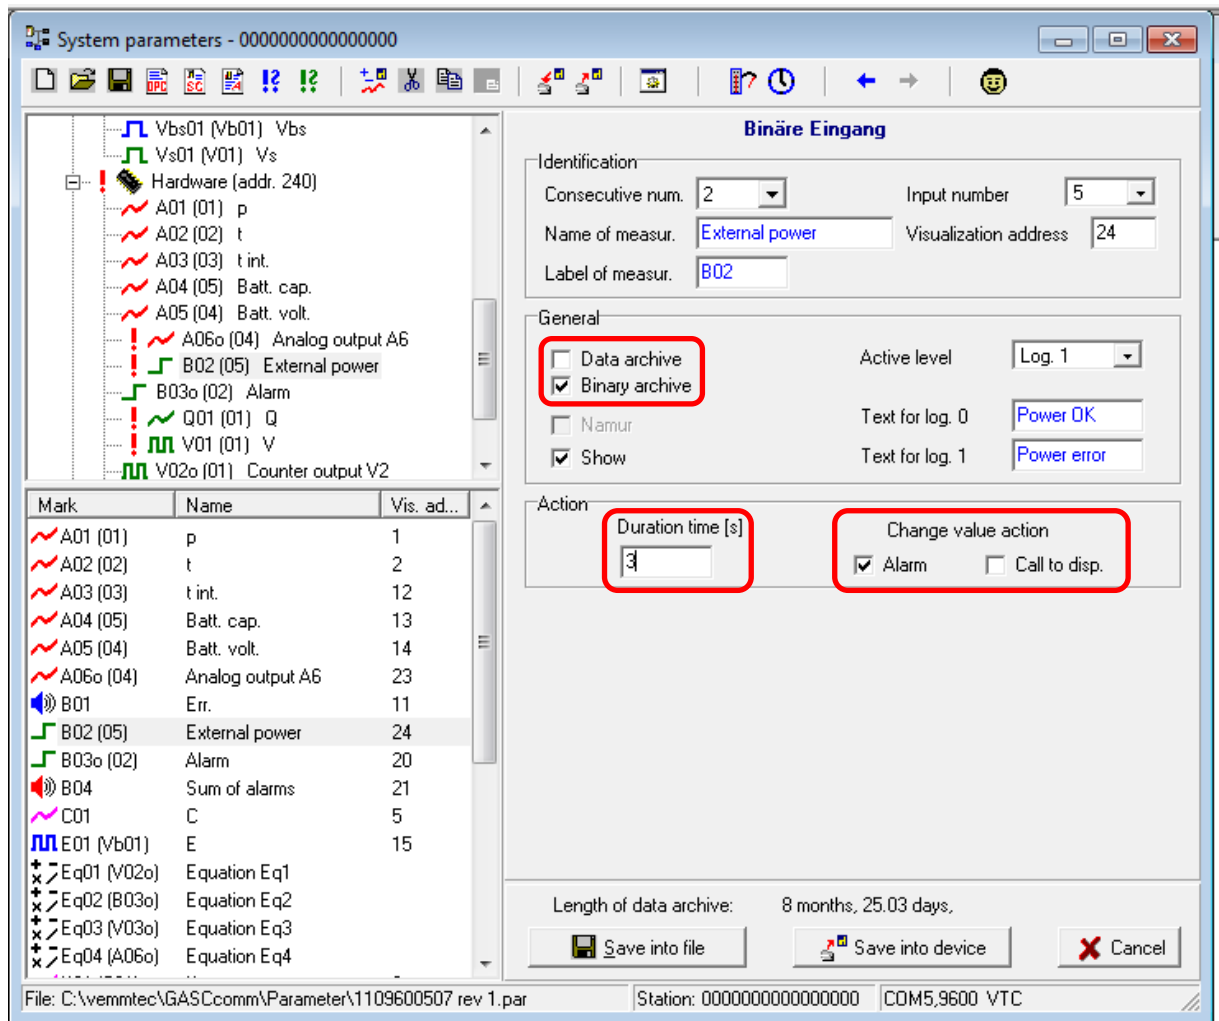 System parameters - 0000000000000000
Vbs01 (Vb01) Vbs
Vs01 (V01) Vs
Hardware (addr. 240)
A01 (01) p
A02 (02) t
A03 (03) t int.
A04 (05) Batt. cap.
A05 (04) Batt. volt.
A06o (04) Analog output A6
B02 (05) External power
B03o (02) Alarm
Q01 (01) Q
V01 (01) V
V02o (01) Counter output V2
Mark Name Vis. ad...
A01 (01) p 1
A02 (02) t 2
A03 (03) t int. 12
A04 (05) Batt. cap. 13
A05 (04) Batt. volt. 14
A06o (04) Analog output A6 23
B01 Err. 11
B02 (05) External power 24
B03o (02) Alarm 20
B04 Sum of alarms 21
C01 C 5
E01 (Vb01) E 15
Eq01 (V02o) Equation Eq1
Eq02 (B03o) Equation Eq2
Eq03 (V03o) Equation Eq3
Eq04 (A06o) Equation Eq4
Binäre Eingang
Identification
Consecutive num. 2 Input number 5
Name of measur. External power Visualization address 24
Label of measur. B02
General
Data archive Active level Log. 1
Binary archive
Namur Text for log. 0 Power OK
Show Text for log. 1 Power error
Action
Duration time [s] Change value action
3 Alarm Call to disp.
Length of data archive: 8 months, 25.03 days,
Save into file Save into device Cancel
File: C:\vemmtec\GASCcomm\Parameter\1109600507 rev 1.par Station: 0000000000000000 COM5,9600 VTC